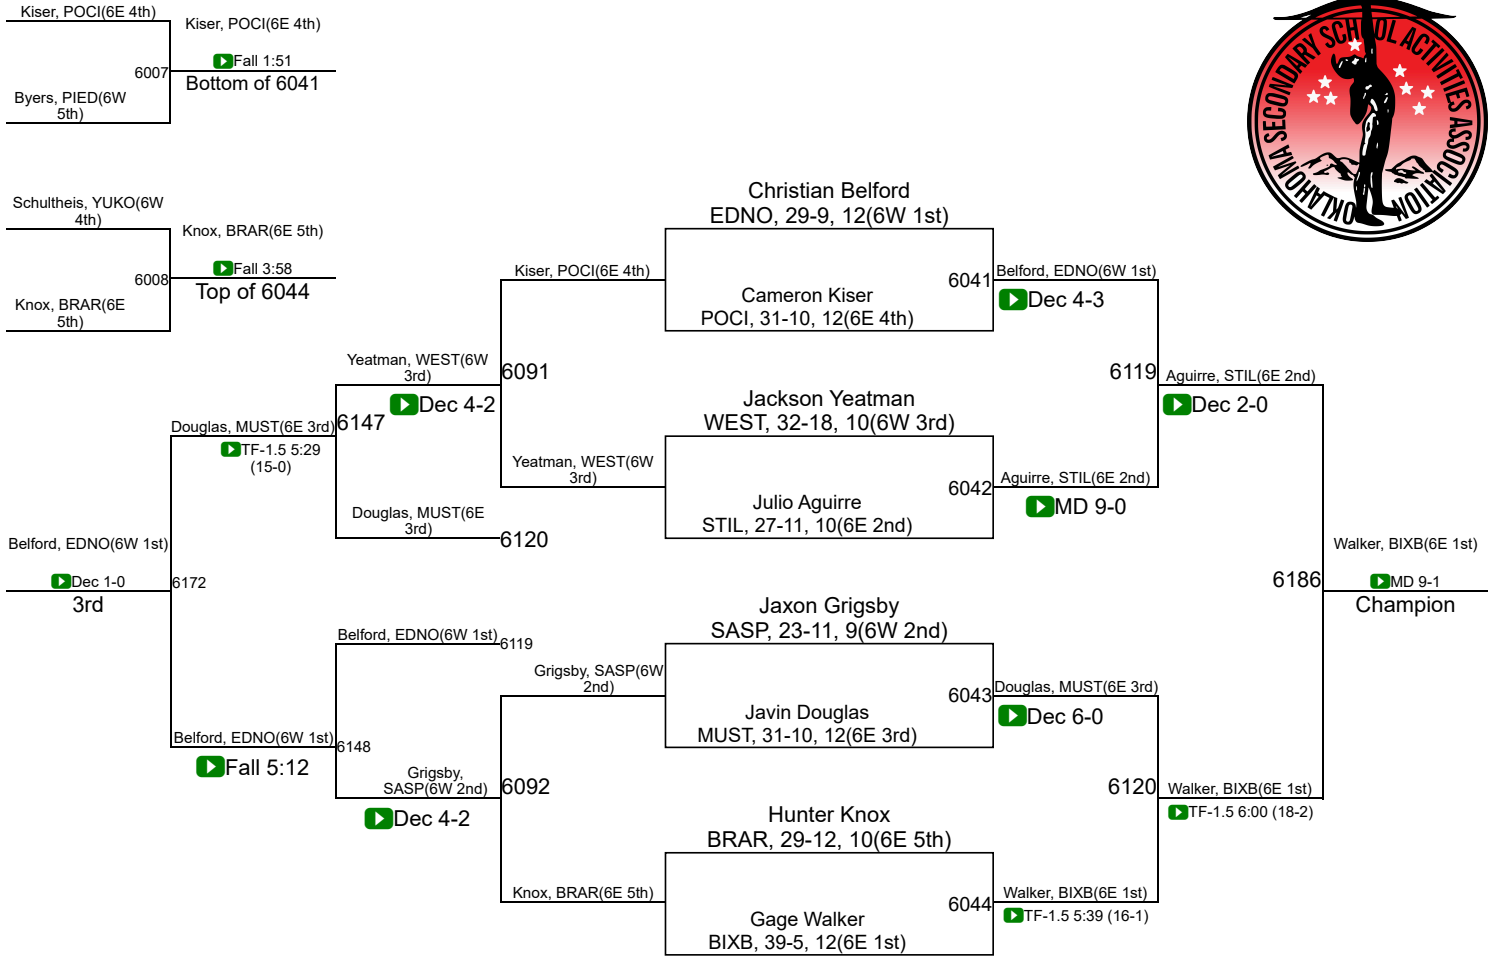 Kiser, POCI(6E 4th)
6007
Byers, PIED(6W
5th)
Kiser, POCI(6E 4th)
Fall 1:51
Bottom of 6041
Schultheis, YUKO(6W
4th)
6008
Knox, BRAR(6E
5th)
Knox, BRAR(6E 5th)
Fall 3:58
Top of 6044
OKLAHOMA SECONDARY SCHOOL ACTIVITIES ASSOCIATION
Christian Belford
EDNO, 29-9, 12(6W 1st)
Kiser, POCI(6E 4th)
6041
Belford, EDNO(6W 1st)
Cameron Kiser
POCI, 31-10, 12(6E 4th)
Dec 4-3
Yeatman, WEST(6W
3rd)
6091
Dec 4-2
6119
Aguirre, STIL(6E 2nd)
Dec 2-0
Jackson Yeatman
WEST, 32-18, 10(6W 3rd)
Douglas, MUST(6E 3rd)
6147
TF-1.5 5:29
(15-0)
Yeatman, WEST(6W
3rd)
6042
Aguirre, STIL(6E 2nd)
Julio Aguirre
STIL, 27-11, 10(6E 2nd)
MD 9-0
Douglas, MUST(6E
3rd)
6120
Belford, EDNO(6W 1st)
Dec 1-0
3rd
6172
6186
Walker, BIXB(6E 1st)
MD 9-1
Champion
Jaxon Grigsby
SASP, 23-11, 9(6W 2nd)
Belford, EDNO(6W 1st)
6119
Grigsby, SASP(6W
2nd)
6043
Douglas, MUST(6E 3rd)
Javin Douglas
MUST, 31-10, 12(6E 3rd)
Dec 6-0
Belford, EDNO(6W 1st)
6148
Fall 5:12
Grigsby,
SASP(6W 2nd)
6092
Dec 4-2
6120
Walker, BIXB(6E 1st)
TF-1.5 6:00 (18-2)
Hunter Knox
BRAR, 29-12, 10(6E 5th)
Knox, BRAR(6E 5th)
6044
Walker, BIXB(6E 1st)
TF-1.5 5:39 (16-1)
Gage Walker
BIXB, 39-5, 12(6E 1st)